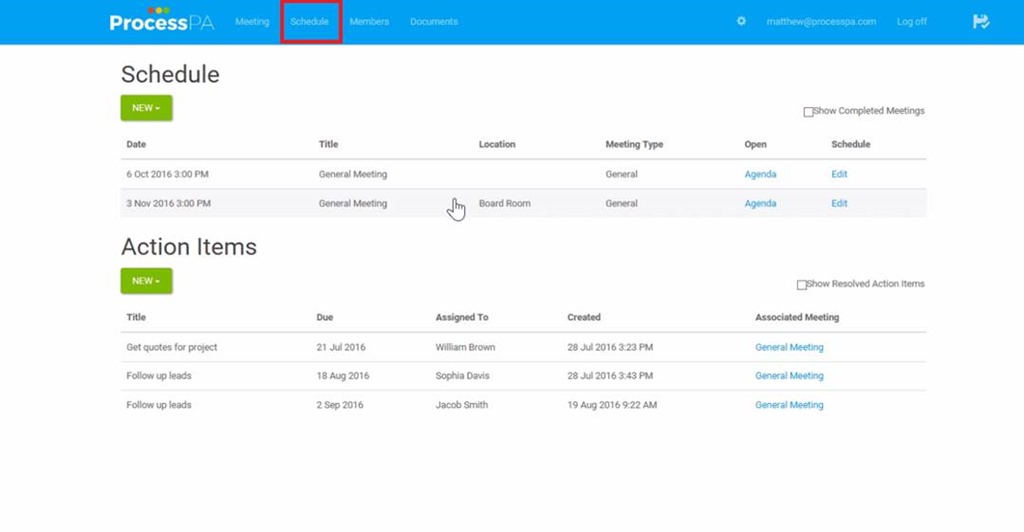 ProcessPA Meeting Schedule Members Documents matthew@processpa.com Log off
Schedule
NEW
Show Completed Meetings
Date Title Location Meeting Type Open Schedule
6 Oct 2016 3:00 PM General Meeting General Agenda Edit
3 Nov 2016 3:00 PM General Meeting Board Room General Agenda Edit
Action Items
NEW
Show Resolved Action Items
Title Due Assigned To Created Associated Meeting
Get quotes for project 21 Jul 2016 William Brown 28 Jul 2016 3:23 PM General Meeting
Follow up leads 18 Aug 2016 Sophia Davis 28 Jul 2016 3:43 PM General Meeting
Follow up leads 2 Sep 2016 Jacob Smith 19 Aug 2016 9:22 AM General Meeting